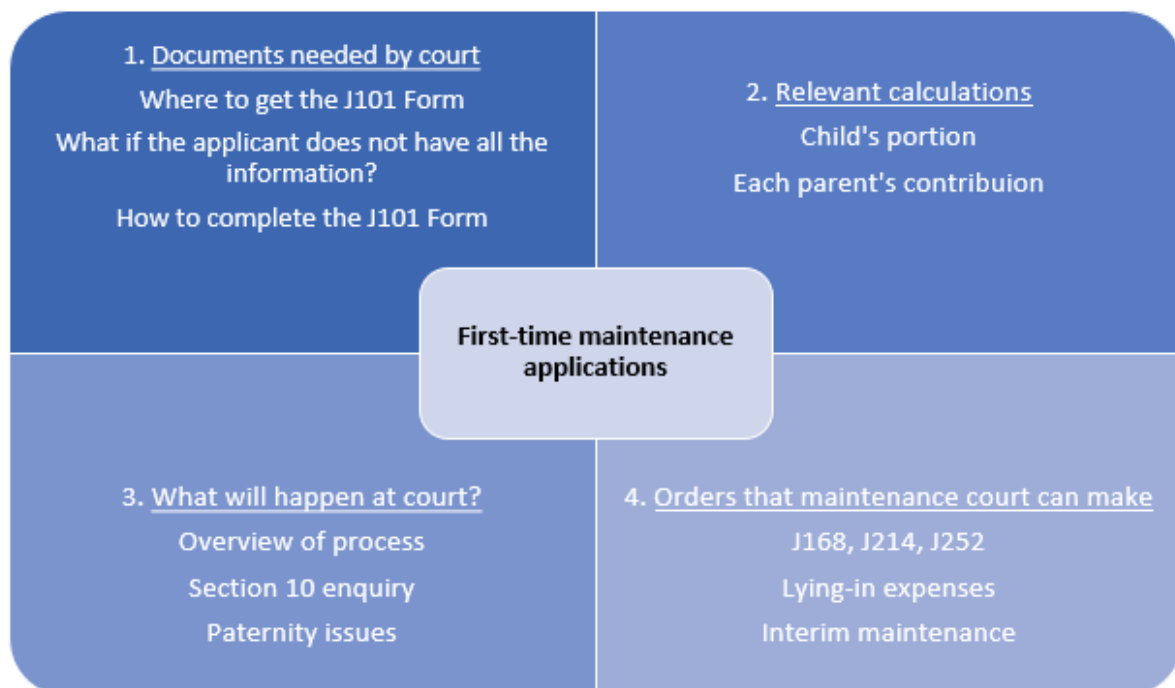 1. Documents needed by court
Where to get the J101 Form
What if the applicant does not have all the
information?
How to complete the J101 Form
2. Relevant calculations
Child's portion
Each parent's contribuion
First-time maintenance
applications
3. What will happen at court?
Overview of process
Section 10 enquiry
Paternity issues
4. Orders that maintenance court can make
J168, J214, J252
Lying-in expenses
Interim maintenance